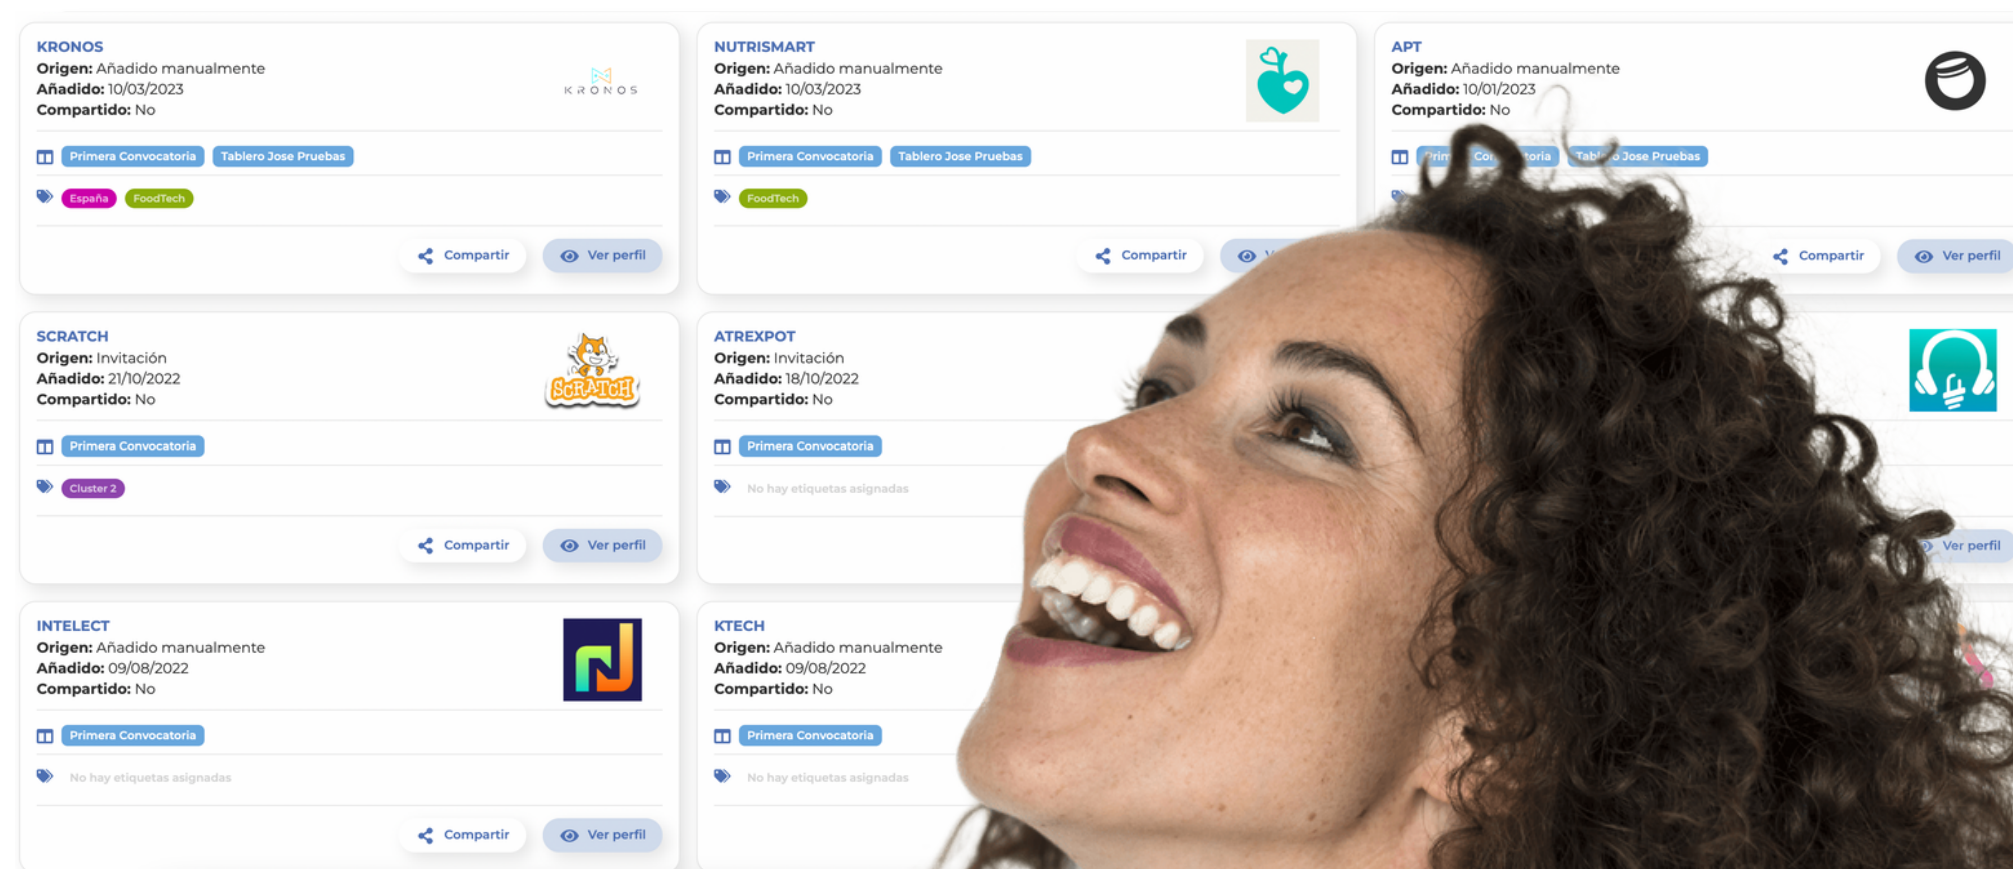 KRONOS
Origen: Añadido manualmente
Añadido: 10/03/2023
Compartido: No
KRONOS
Primera Convocatoria Tablero Jose Pruebas
España FoodTech
Compartir Ver perfil
NUTRISMART
Origen: Añadido manualmente
Añadido: 10/03/2023
Compartido: No
Primera Convocatoria Tablero Jose Pruebas
FoodTech
Compartir
APT
Origen: Añadido manualmente
Añadido: 10/01/2023
Compartido: No
Jose Pruebas
Compartir Ver perfil
SCRATCH
Origen: Invitación
Añadido: 21/10/2022
Compartido: No
SCRATCH
Primera Convocatoria
Cluster 2
Compartir Ver perfil
ATREXPOT
Origen: Invitación
Añadido: 18/10/2022
Compartido: No
Primera Convocatoria
No hay etiquetas asignadas
Ver perfil
INTELECT
Origen: Añadido manualmente
Añadido: 09/08/2022
Compartido: No
Primera Convocatoria
No hay etiquetas asignadas
Compartir Ver perfil
KTECH
Origen: Añadido manualmente
Añadido: 09/08/2022
Compartido: No
Primera Convocatoria
No hay etiquetas asignadas